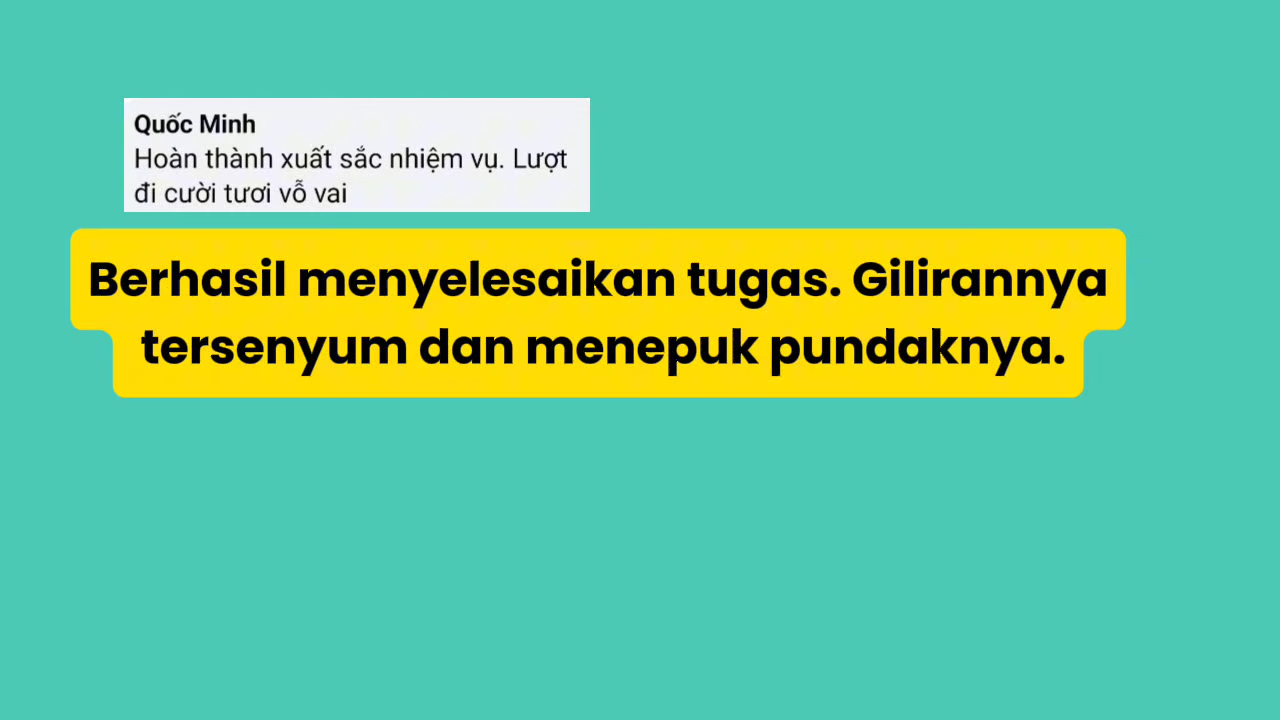 Quốc Minh
Hoàn thành xuất sắc nhiệm vụ. Lượt
đi cười tươi vỗ vai
Berhasil menyelesaikan tugas. Gilirannya
tersenyum dan menepuk pundaknya.